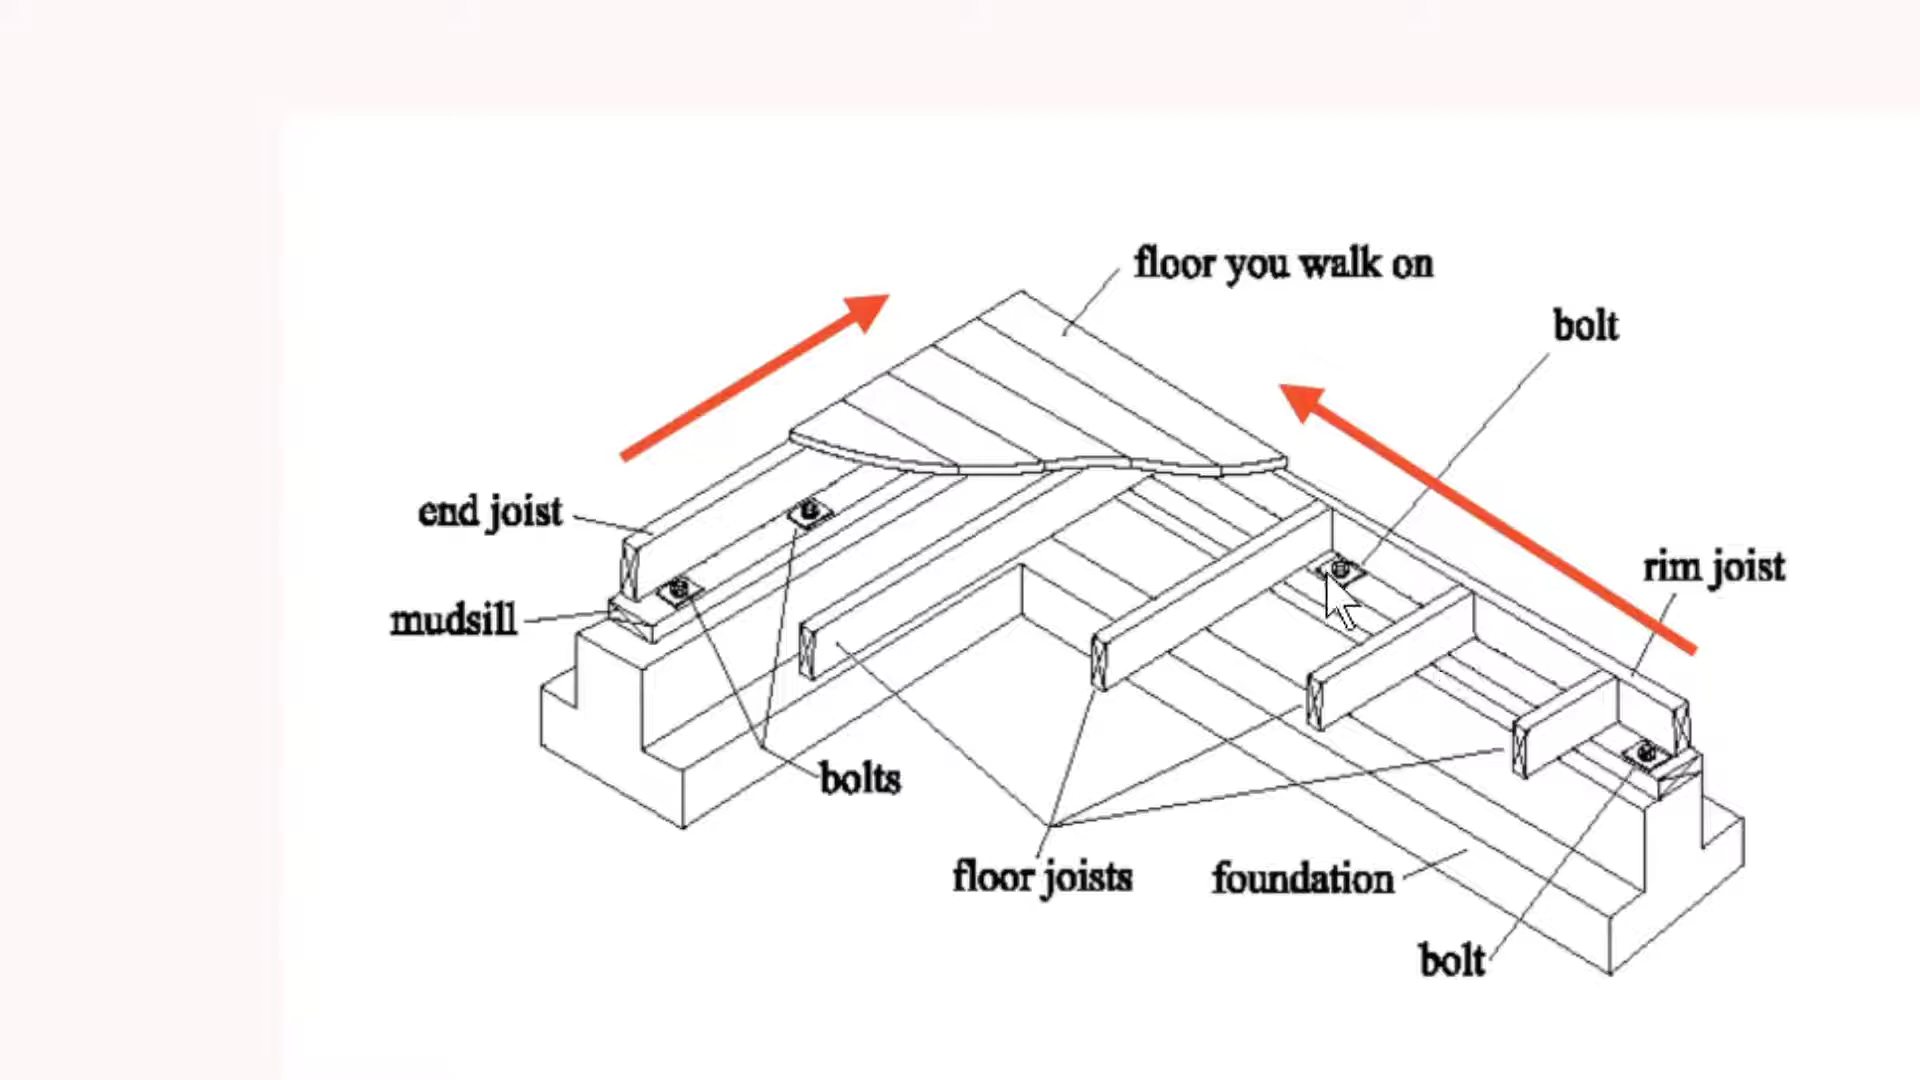 floor you walk on
bolt
end joist
rim joist
mudsill
bolts
floor joists
foundation
bolt